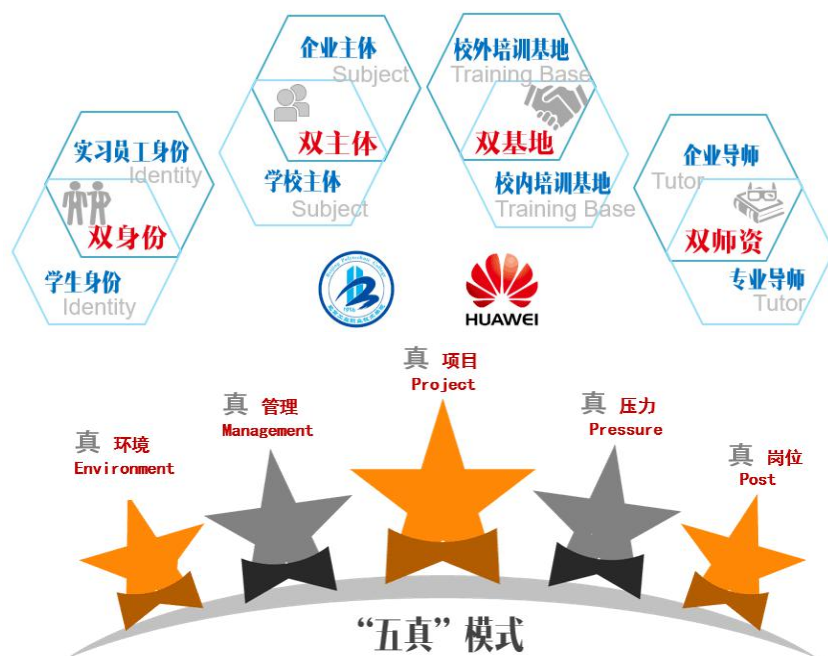 企业主体
Subject
双主体
学校主体
Subject
校外培训基地
Training Base
双基地
校内培训基地
Training Base
实习员工身份
Identity
双身份
学生身份
Identity
企业导师
Tutor
双师资
专业导师
Tutor
1956
HUAWEI
真 项目
Project
真 管理
Management
真 压力
Pressure
真 环境
Environment
真 岗位
Post
“五真”模式